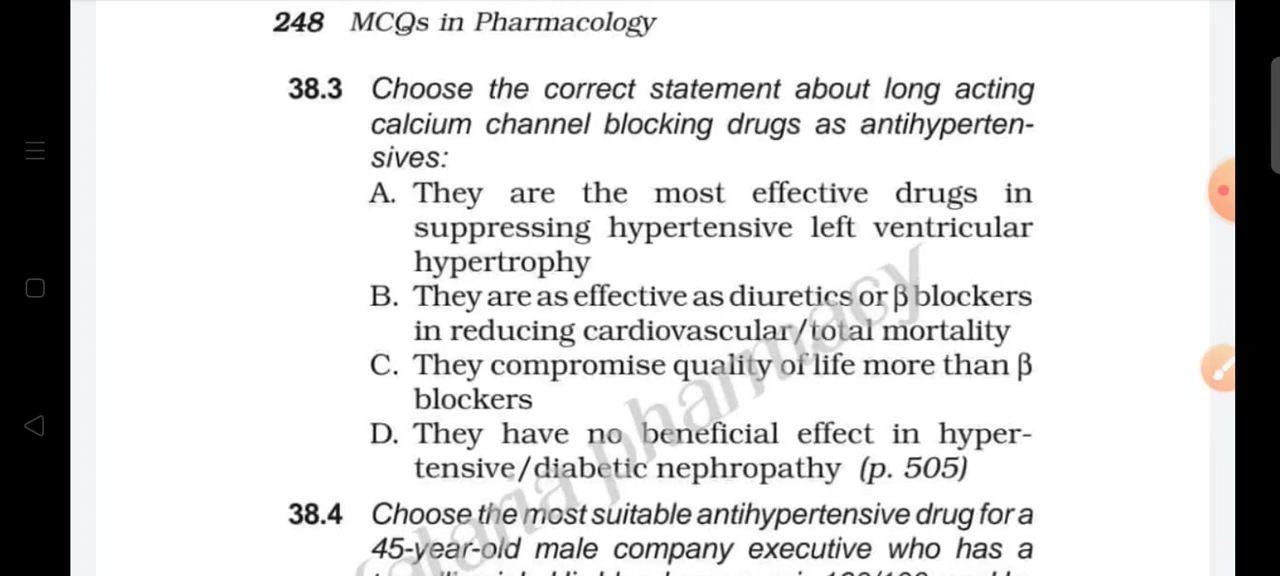 248 MCQs in Pharmacology
38.3 Choose the correct statement about long acting
calcium channel blocking drugs as antihyperten-
sives:
A. They are the most effective drugs in
suppressing hypertensive left ventricular
hypertrophy
B. They are as effective as diuretics or β blockers
in reducing cardiovascular/total mortality
C. They compromise quality of life more than β
blockers
D. They have no beneficial effect in hyper-
tensive/diabetic nephropathy (p. 505)
38.4 Choose the most suitable antihypertensive drug for a
45-year-old male company executive who has a
pharmacy